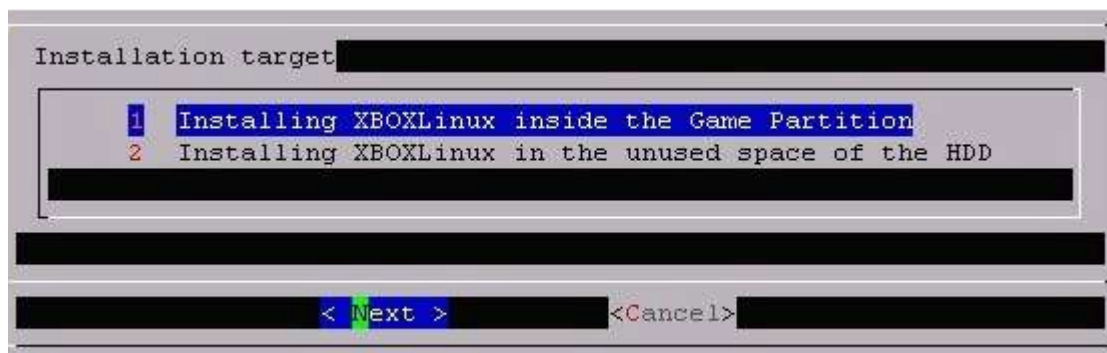 Installation target
1 Installing XBOXLinux inside the Game Partition
2 Installing XBOXLinux in the unused space of the HDD
< Next > <Cancel>